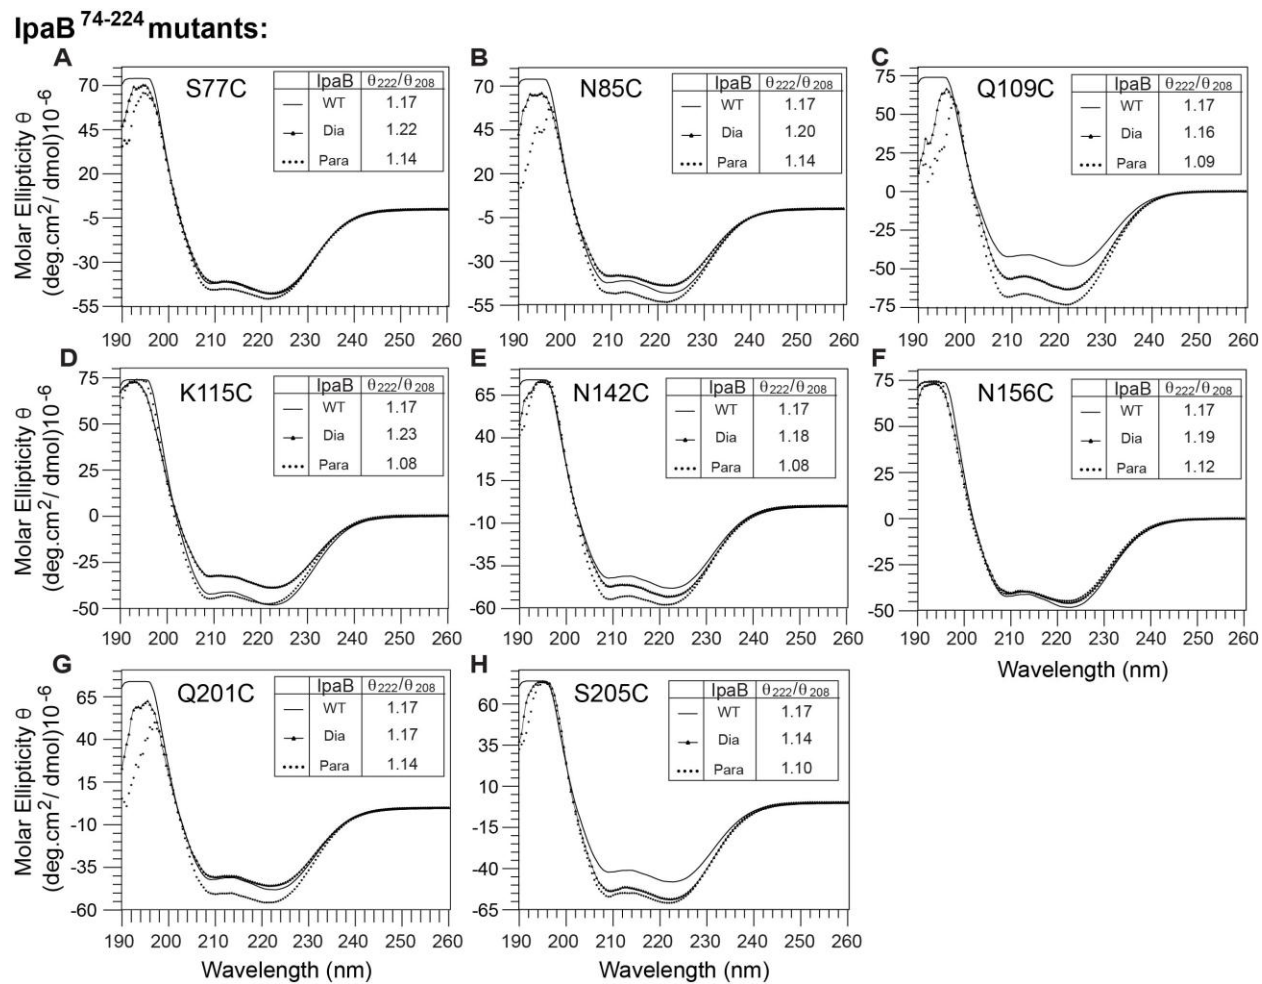 IpaB 74-224 mutants:
A
S77C
IpaB θ222/θ208
WT 1.17
Dia 1.22
Para 1.14
Molar Ellipticity θ
(deg.cm2/ dmol)10-6
70
45
20
-5
-30
-55
190 200 210 220 230 240 250 260
B
N85C
IpaB θ222/θ208
WT 1.17
Dia 1.20
Para 1.14
70
45
20
-5
-30
-55
190 200 210 220 230 240 250 260
C
Q109C
IpaB θ222/θ208
WT 1.17
Dia 1.16
Para 1.09
75
50
25
0
-25
-50
-75
190 200 210 220 230 240 250 260
D
K115C
IpaB θ222/θ208
WT 1.17
Dia 1.23
Para 1.08
Molar Ellipticity θ
(deg.cm2/ dmol)10-6
75
50
25
0
-25
-50
190 200 210 220 230 240 250 260
E
N142C
IpaB θ222/θ208
WT 1.17
Dia 1.18
Para 1.08
65
40
15
-10
-35
-60
190 200 210 220 230 240 250 260
F
N156C
IpaB θ222/θ208
WT 1.17
Dia 1.19
Para 1.12
75
50
25
0
-25
-50
190 200 210 220 230 240 250 260
Wavelength (nm)
G
Q201C
IpaB θ222/θ208
WT 1.17
Dia 1.17
Para 1.14
Molar Ellipticity θ
(deg.cm2/ dmol)10-6
65
40
15
-10
-35
-60
190 200 210 220 230 240 250 260
Wavelength (nm)
H
S205C
IpaB θ222/θ208
WT 1.17
Dia 1.14
Para 1.10
60
35
10
-15
-40
-65
190 200 210 220 230 240 250 260
Wavelength (nm)